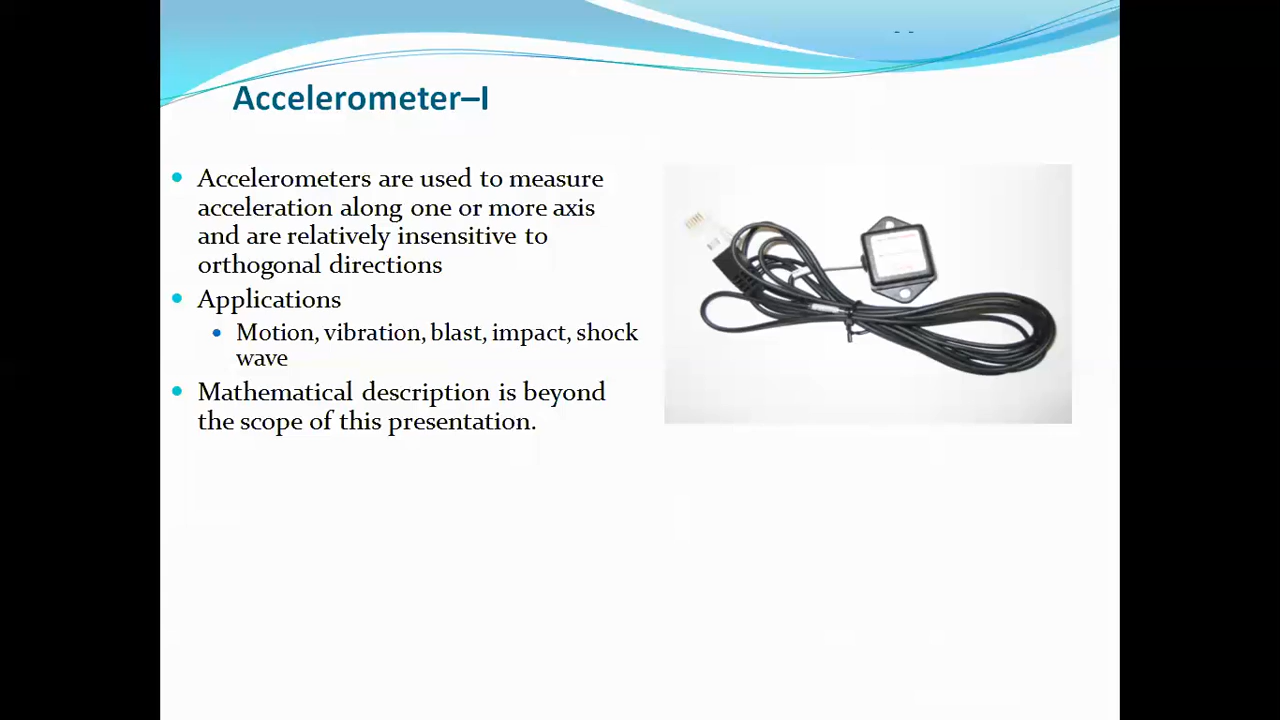 Accelerometer–I
Accelerometers are used to measure
acceleration along one or more axis
and are relatively insensitive to
orthogonal directions
Applications
Motion, vibration, blast, impact, shock
wave
Mathematical description is beyond
the scope of this presentation.